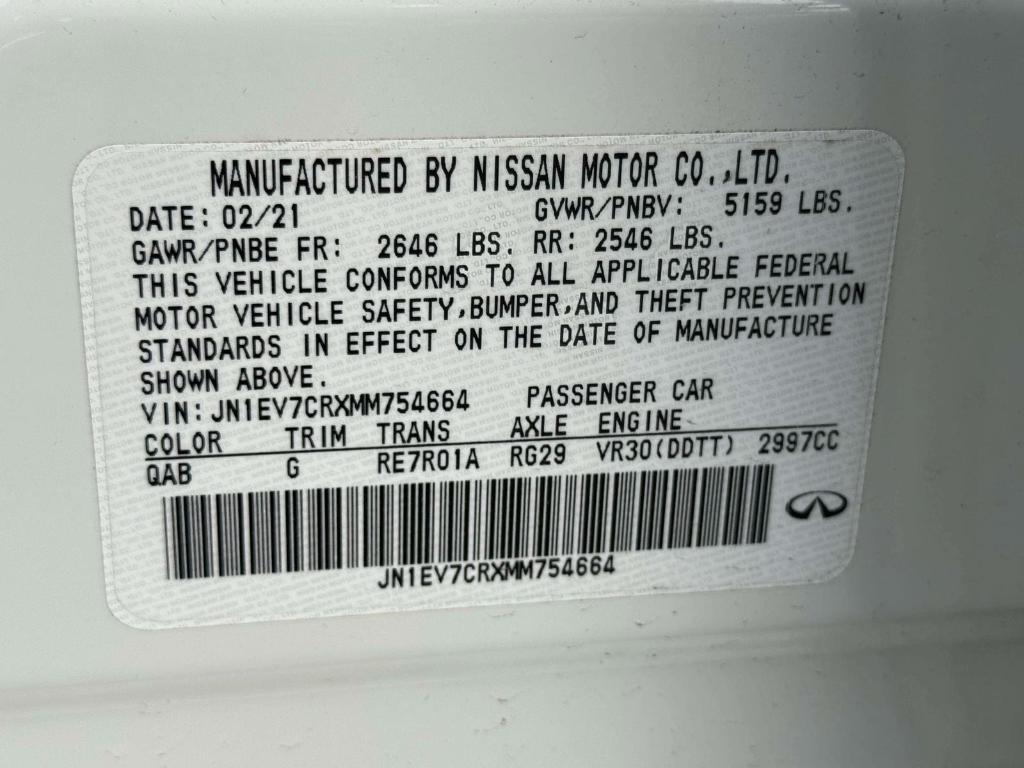 MANUFACTURED BY NISSAN MOTOR CO.,LTD.
DATE: 02/21 GVWR/PNBV: 5159 LBS.
GAWR/PNBE FR: 2646 LBS. RR: 2546 LBS.
THIS VEHICLE CONFORMS TO ALL APPLICABLE FEDERAL
MOTOR VEHICLE SAFETY,BUMPER,AND THEFT PREVENTION
STANDARDS IN EFFECT ON THE DATE OF MANUFACTURE
SHOWN ABOVE.
VIN:JN1EV7CRXMM754664 PASSENGER CAR
COLOR TRIM TRANS AXLE ENGINE
QAB G RE7R01A RG29 VR30(DDTT) 2997CC
JN1EV7CRXMM754664